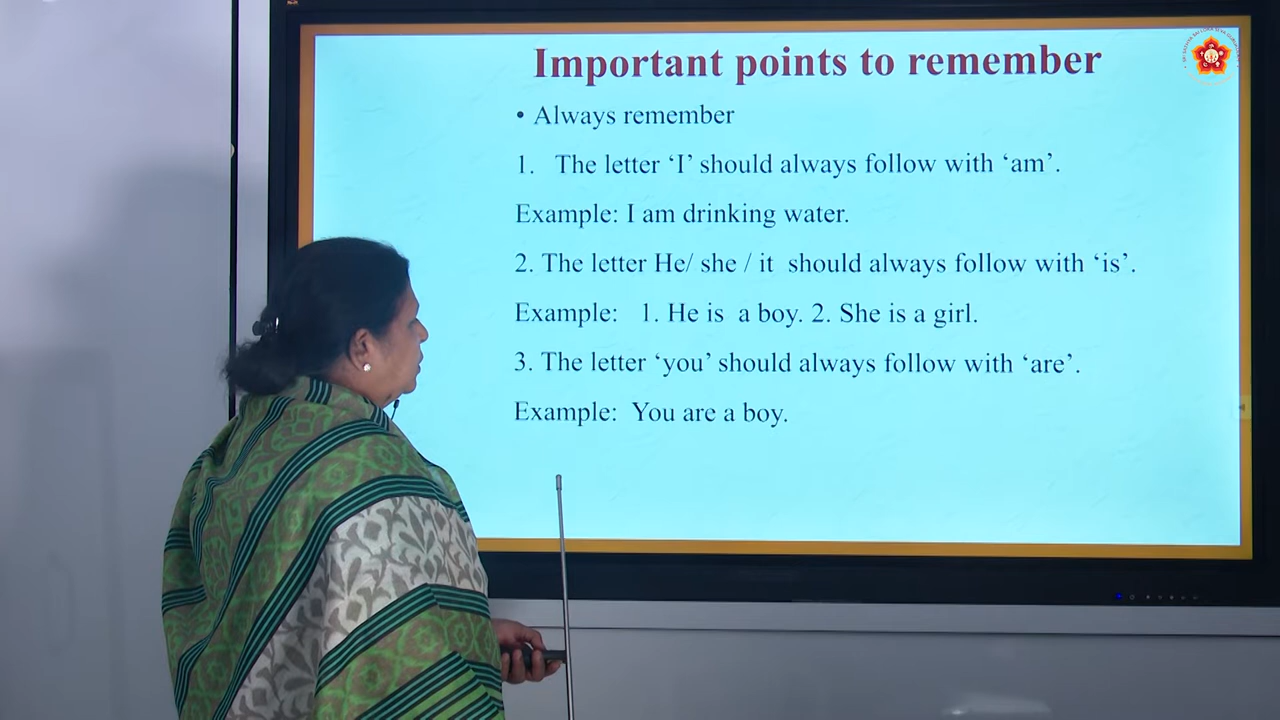 Important points to remember
• Always remember
1. The letter ‘I’ should always follow with ‘am’.
Example: I am drinking water.
2. The letter He/ she / it should always follow with ‘is’.
Example: 1. He is a boy. 2. She is a girl.
3. The letter ‘you’ should always follow with ‘are’.
Example: You are a boy.